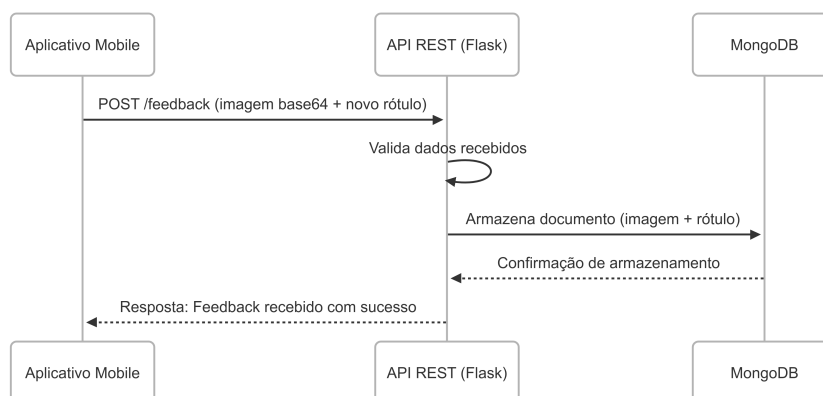 Aplicativo Mobile
API REST (Flask)
MongoDB
POST /feedback (imagem base64 + novo rótulo)
Valida dados recebidos
Armazena documento (imagem + rótulo)
Confirmação de armazenamento
Resposta: Feedback recebido com sucesso
Aplicativo Mobile
API REST (Flask)
MongoDB